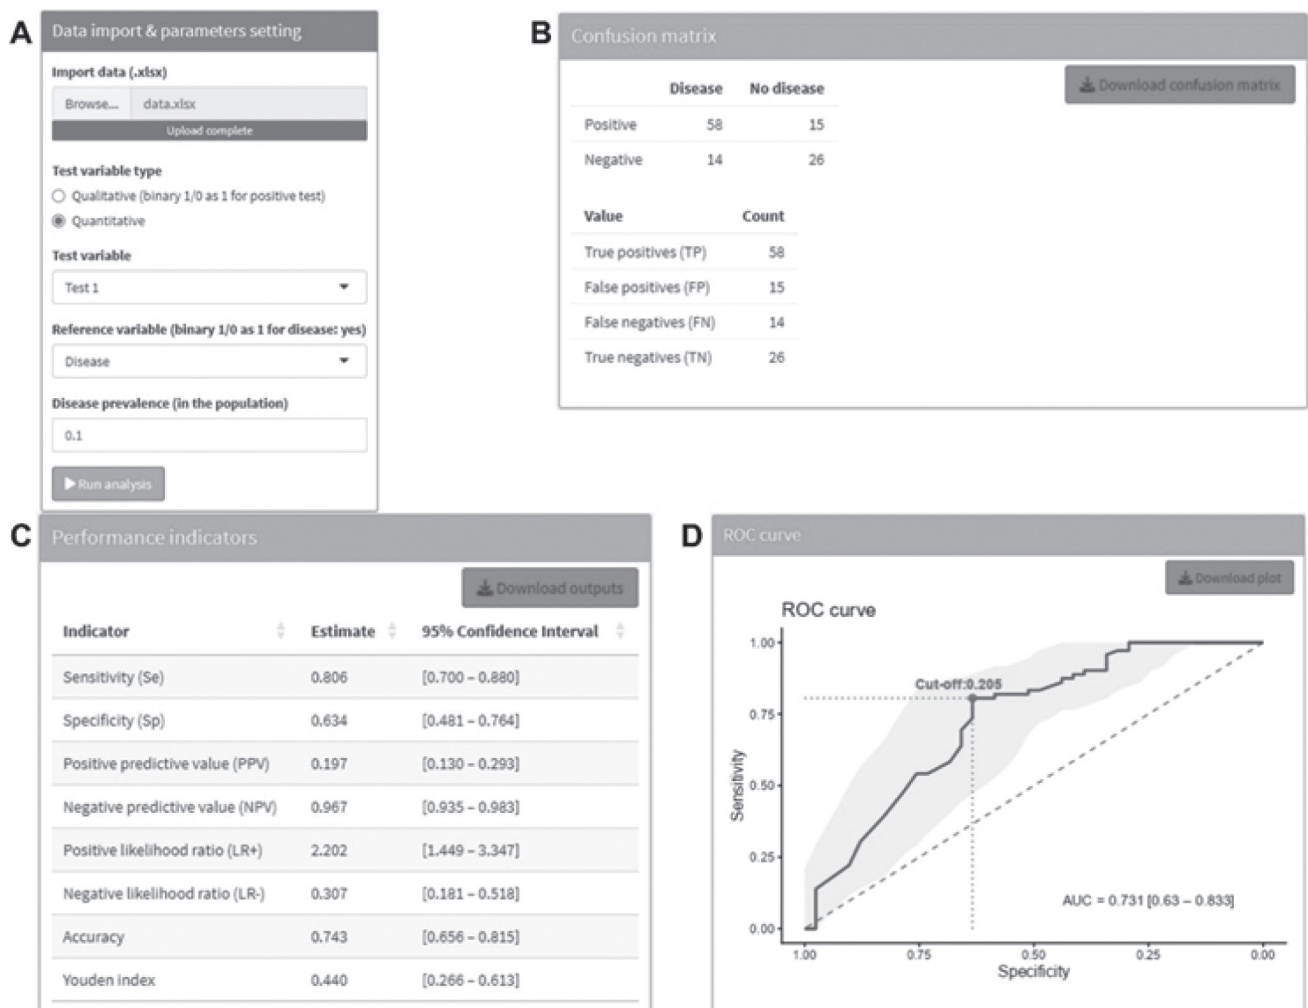 A
Data import & parameters setting
Import data (.xlsx)
Browse... data.xlsx
Upload complete
Test variable type
Qualitative (binary 1/0 as 1 for positive test)
Quantitative
Test variable
Test 1
Reference variable (binary 1/0 as 1 for disease: yes)
Disease
Disease prevalence (in the population)
0.1
Run analysis
B
Confusion matrix
Download confusion matrix
Disease No disease
Positive 58 15
Negative 14 26
Value Count
True positives (TP) 58
False positives (FP) 15
False negatives (FN) 14
True negatives (TN) 26
C
Performance indicators
Download outputs
Indicator Estimate 95% Confidence Interval
Sensitivity (Se) 0.806 [0.700 – 0.880]
Specificity (Sp) 0.634 [0.481 – 0.764]
Positive predictive value (PPV) 0.197 [0.130 – 0.293]
Negative predictive value (NPV) 0.967 [0.935 – 0.983]
Positive likelihood ratio (LR+) 2.202 [1.449 – 3.347]
Negative likelihood ratio (LR-) 0.307 [0.181 – 0.518]
Accuracy 0.743 [0.656 – 0.815]
Youden index 0.440 [0.266 – 0.613]
D
ROC curve
Download plot
ROC curve
1.00
Cut-off:0.205
0.75
0.50
0.25
0.00
Sensitivity
AUC = 0.731 [0.63 – 0.833]
1.00 0.75 0.50 0.25 0.00
Specificity